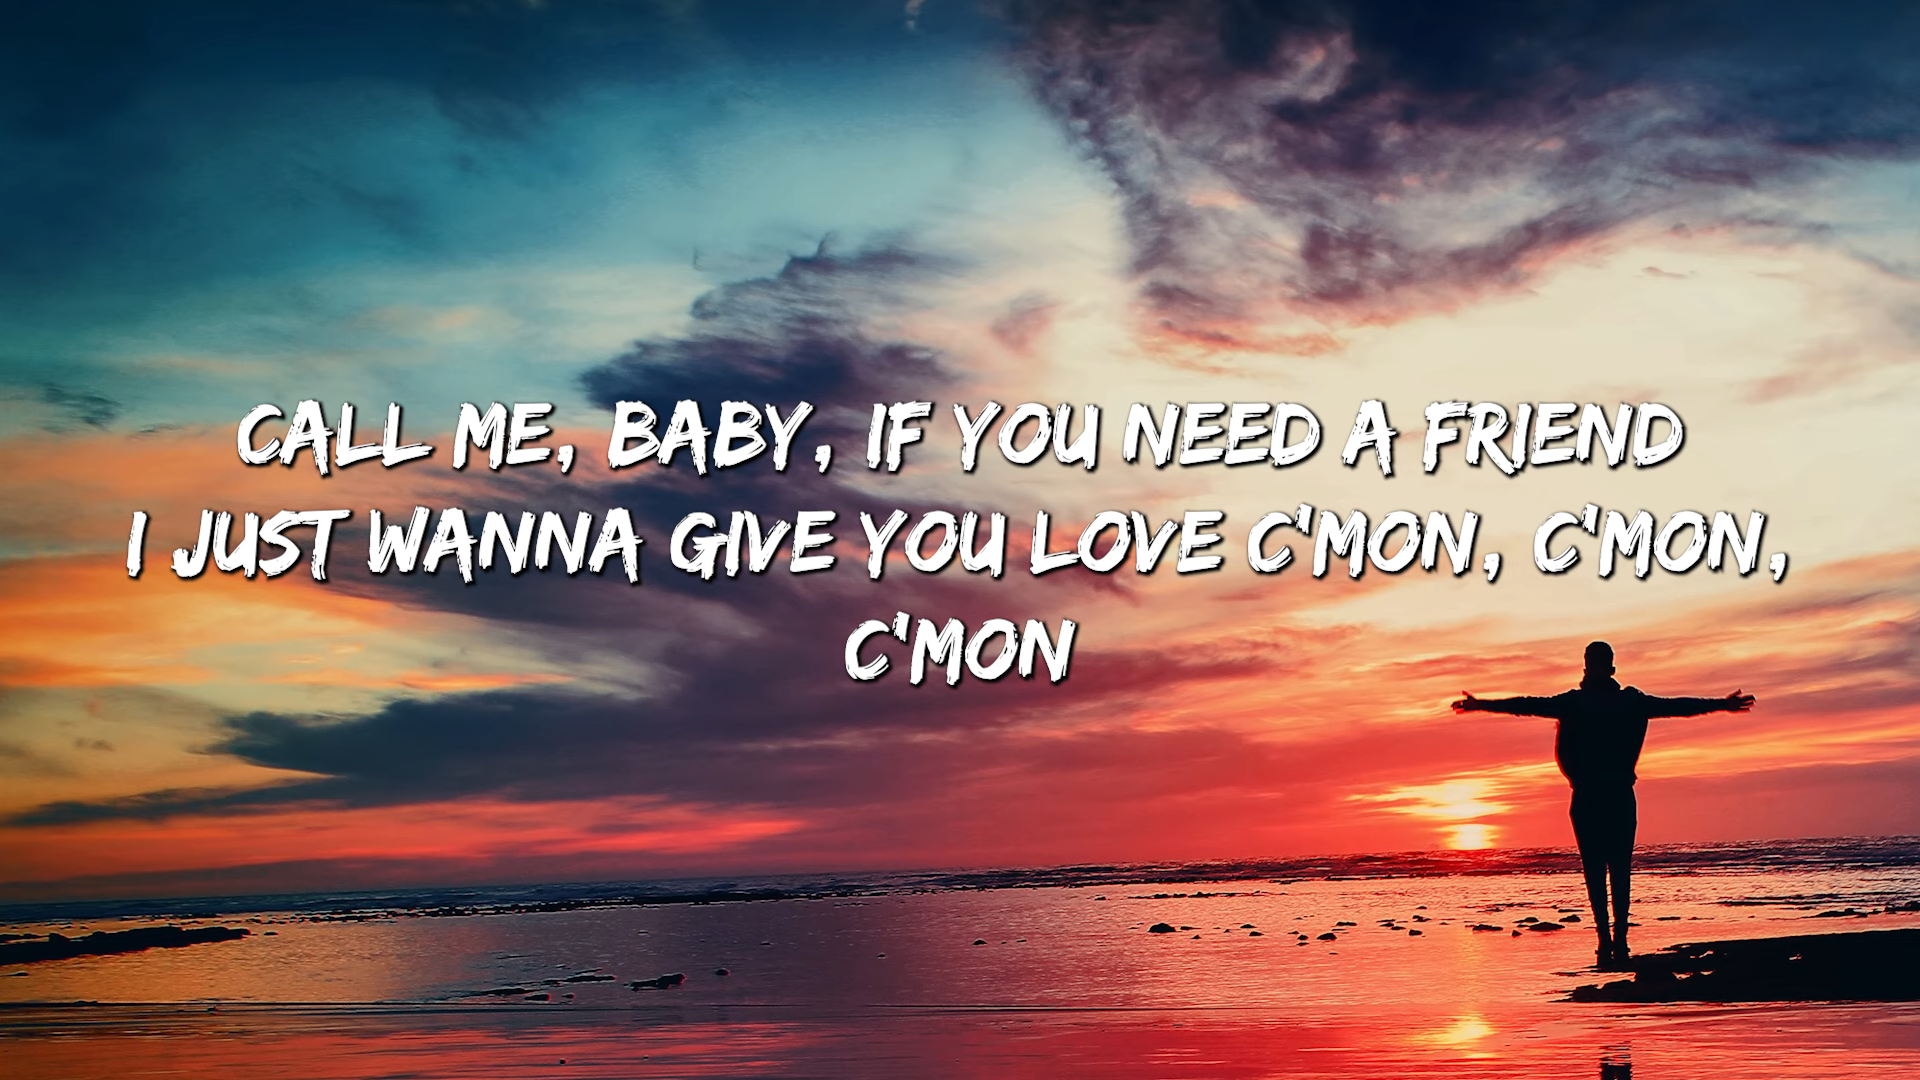 CALL ME, BABY, IF YOU NEED A FRIEND
I JUST WANNA GIVE YOU LOVE C'MON, C'MON,
C'MON